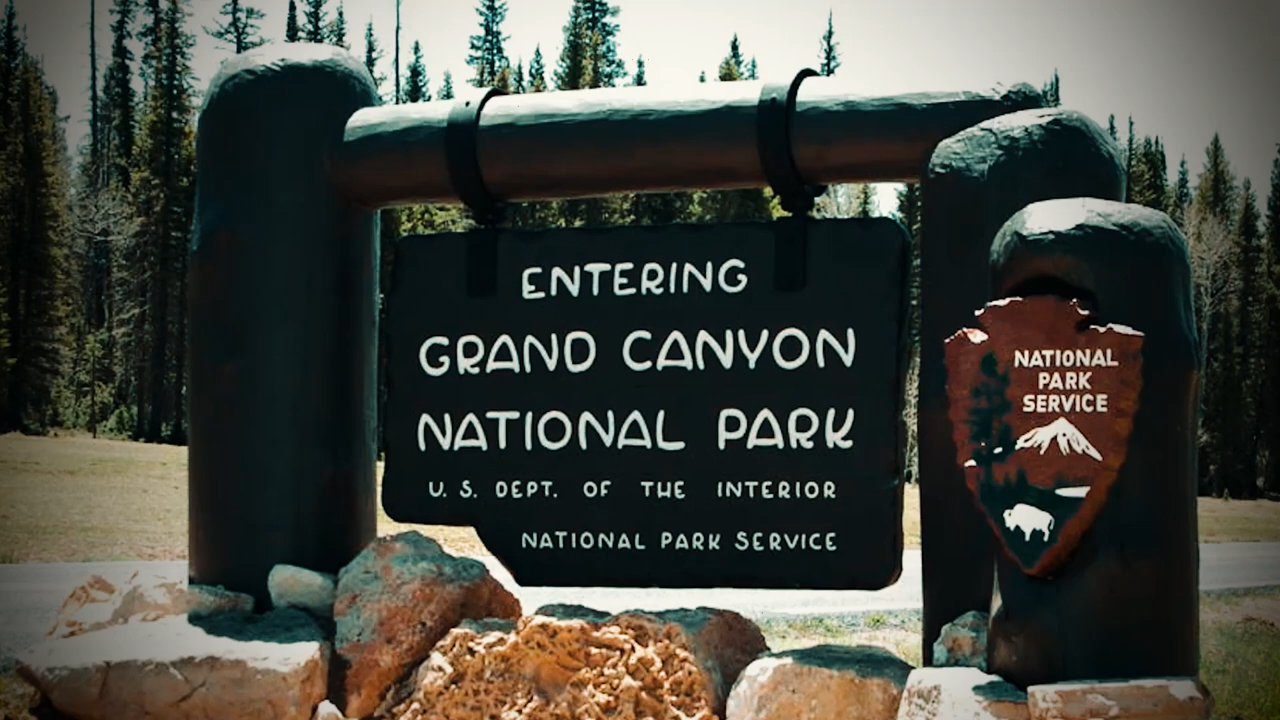 ENTERING
GRAND CANYON
NATIONAL PARK
U. S. DEPT. OF THE INTERIOR
NATIONAL PARK SERVICE
NATIONAL
PARK
SERVICE